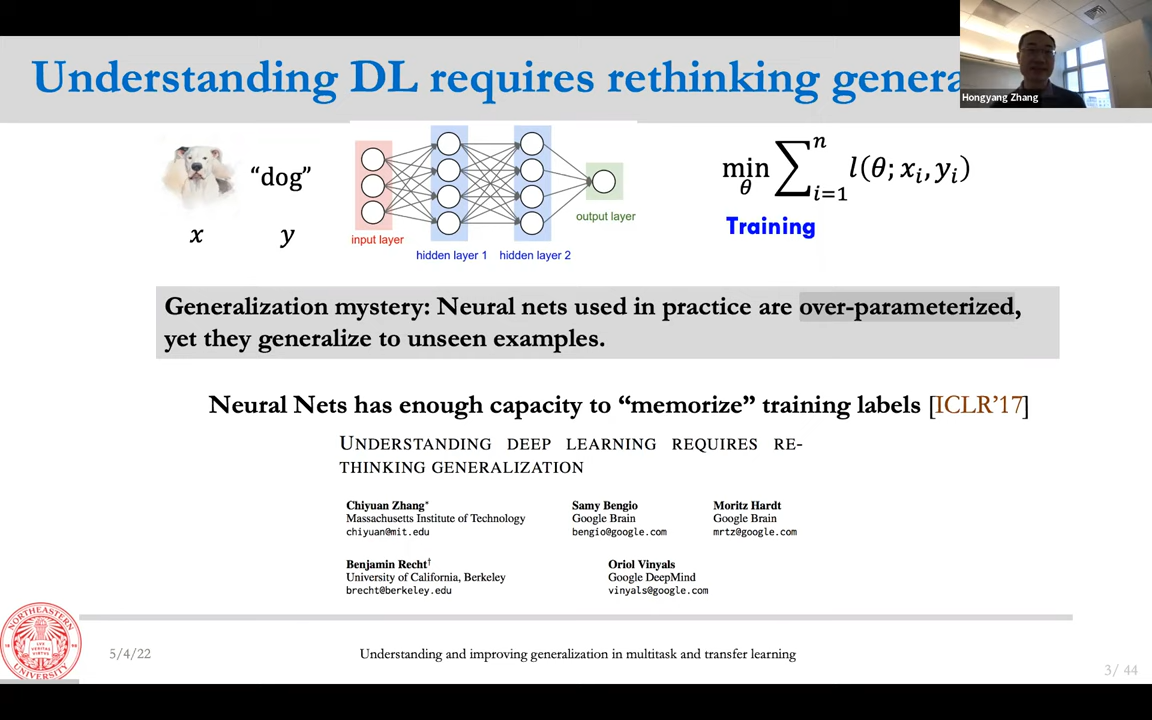 Understanding DL requires rethinking genera
Hongyang Zhang
“dog”
x
y
input layer
hidden layer 1
hidden layer 2
output layer
min θ ∑ n i=1 l(θ; xᵢ, yᵢ)
Training
Generalization mystery: Neural nets used in practice are over-parameterized,
yet they generalize to unseen examples.
Neural Nets has enough capacity to “memorize” training labels [ICLR’17]
UNDERSTANDING DEEP LEARNING REQUIRES RE-
THINKING GENERALIZATION
Chiyuan Zhang*
Massachusetts Institute of Technology
chiyuan@mit.edu
Samy Bengio
Google Brain
bengio@google.com
Moritz Hardt
Google Brain
mrtz@google.com
Benjamin Recht†
University of California, Berkeley
brecht@berkeley.edu
Oriol Vinyals
Google DeepMind
vinyals@google.com
NORTHEASTERN
UNIVERSITY
5/4/22
Understanding and improving generalization in multitask and transfer learning
3/ 44